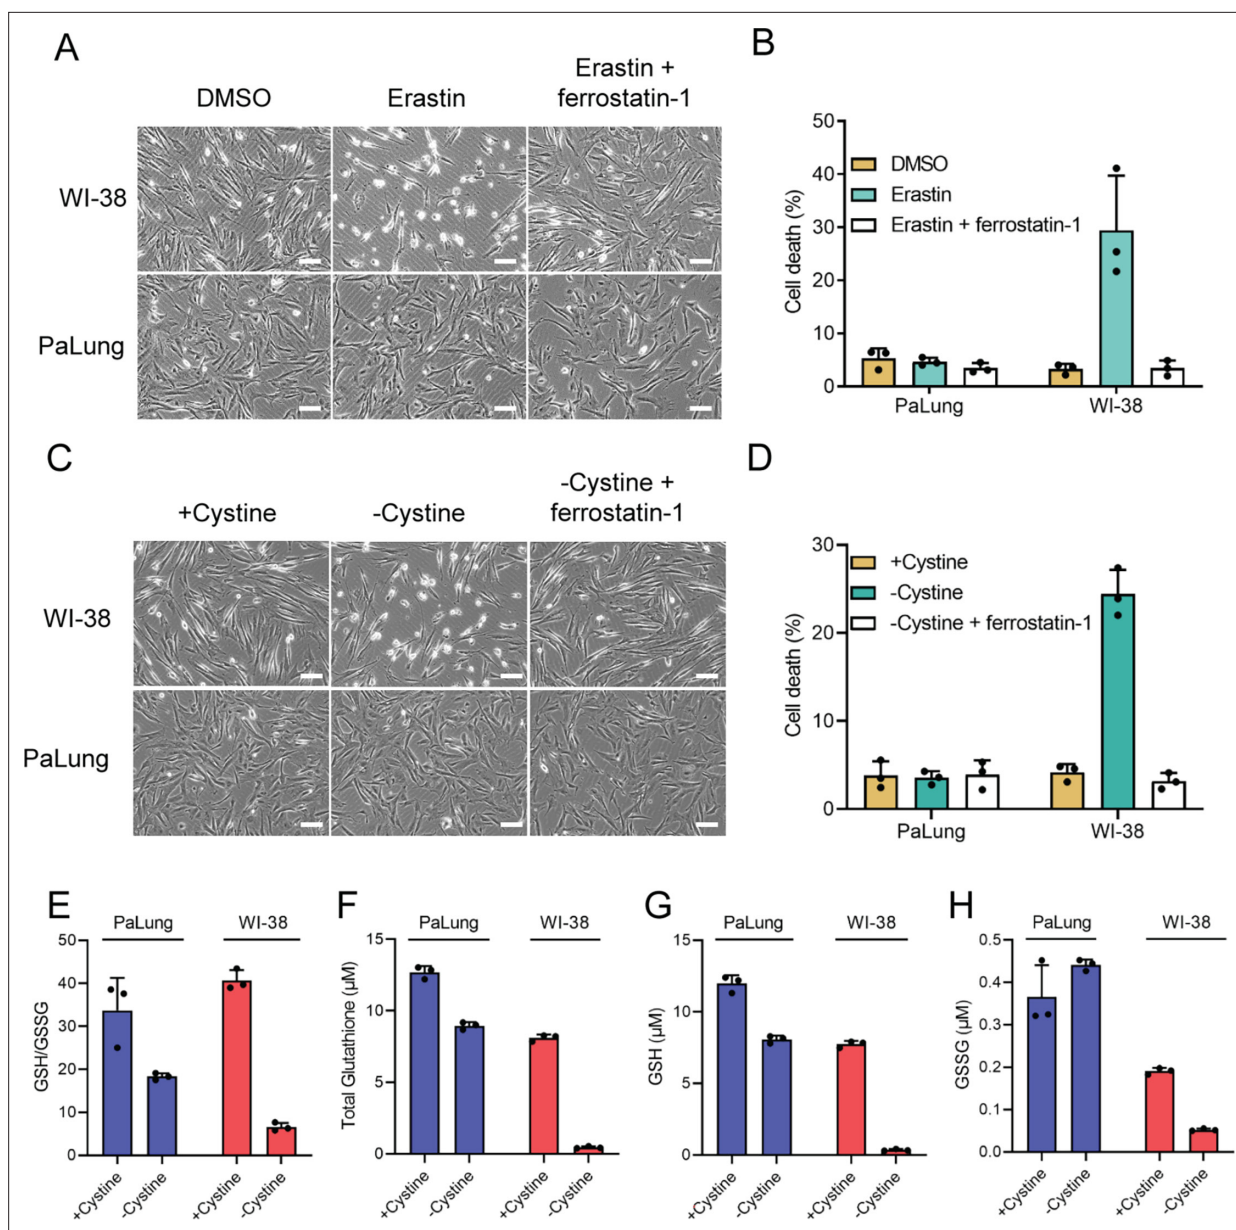 A
DMSO
Erastin
Erastin +
ferrostatin-1
WI-38
PaLung
B
50
40
30
20
10
0
Cell death (%)
DMSO
Erastin
Erastin + ferrostatin-1
PaLung
WI-38
C
+Cystine
-Cystine
-Cystine +
ferrostatin-1
WI-38
PaLung
D
30
20
10
0
Cell death (%)
+Cystine
-Cystine
-Cystine + ferrostatin-1
PaLung
WI-38
E
PaLung
WI-38
50
40
30
20
10
0
GSH/GSSG
+Cystine
-Cystine
+Cystine
-Cystine
F
PaLung
WI-38
15
10
5
0
Total Glutathione (μM)
+Cystine
-Cystine
+Cystine
-Cystine
G
PaLung
WI-38
15
10
5
0
GSH (μM)
+Cystine
-Cystine
+Cystine
-Cystine
H
PaLung
WI-38
0.5
0.4
0.3
0.2
0.1
0.0
GSSG (μM)
+Cystine
-Cystine
+Cystine
-Cystine